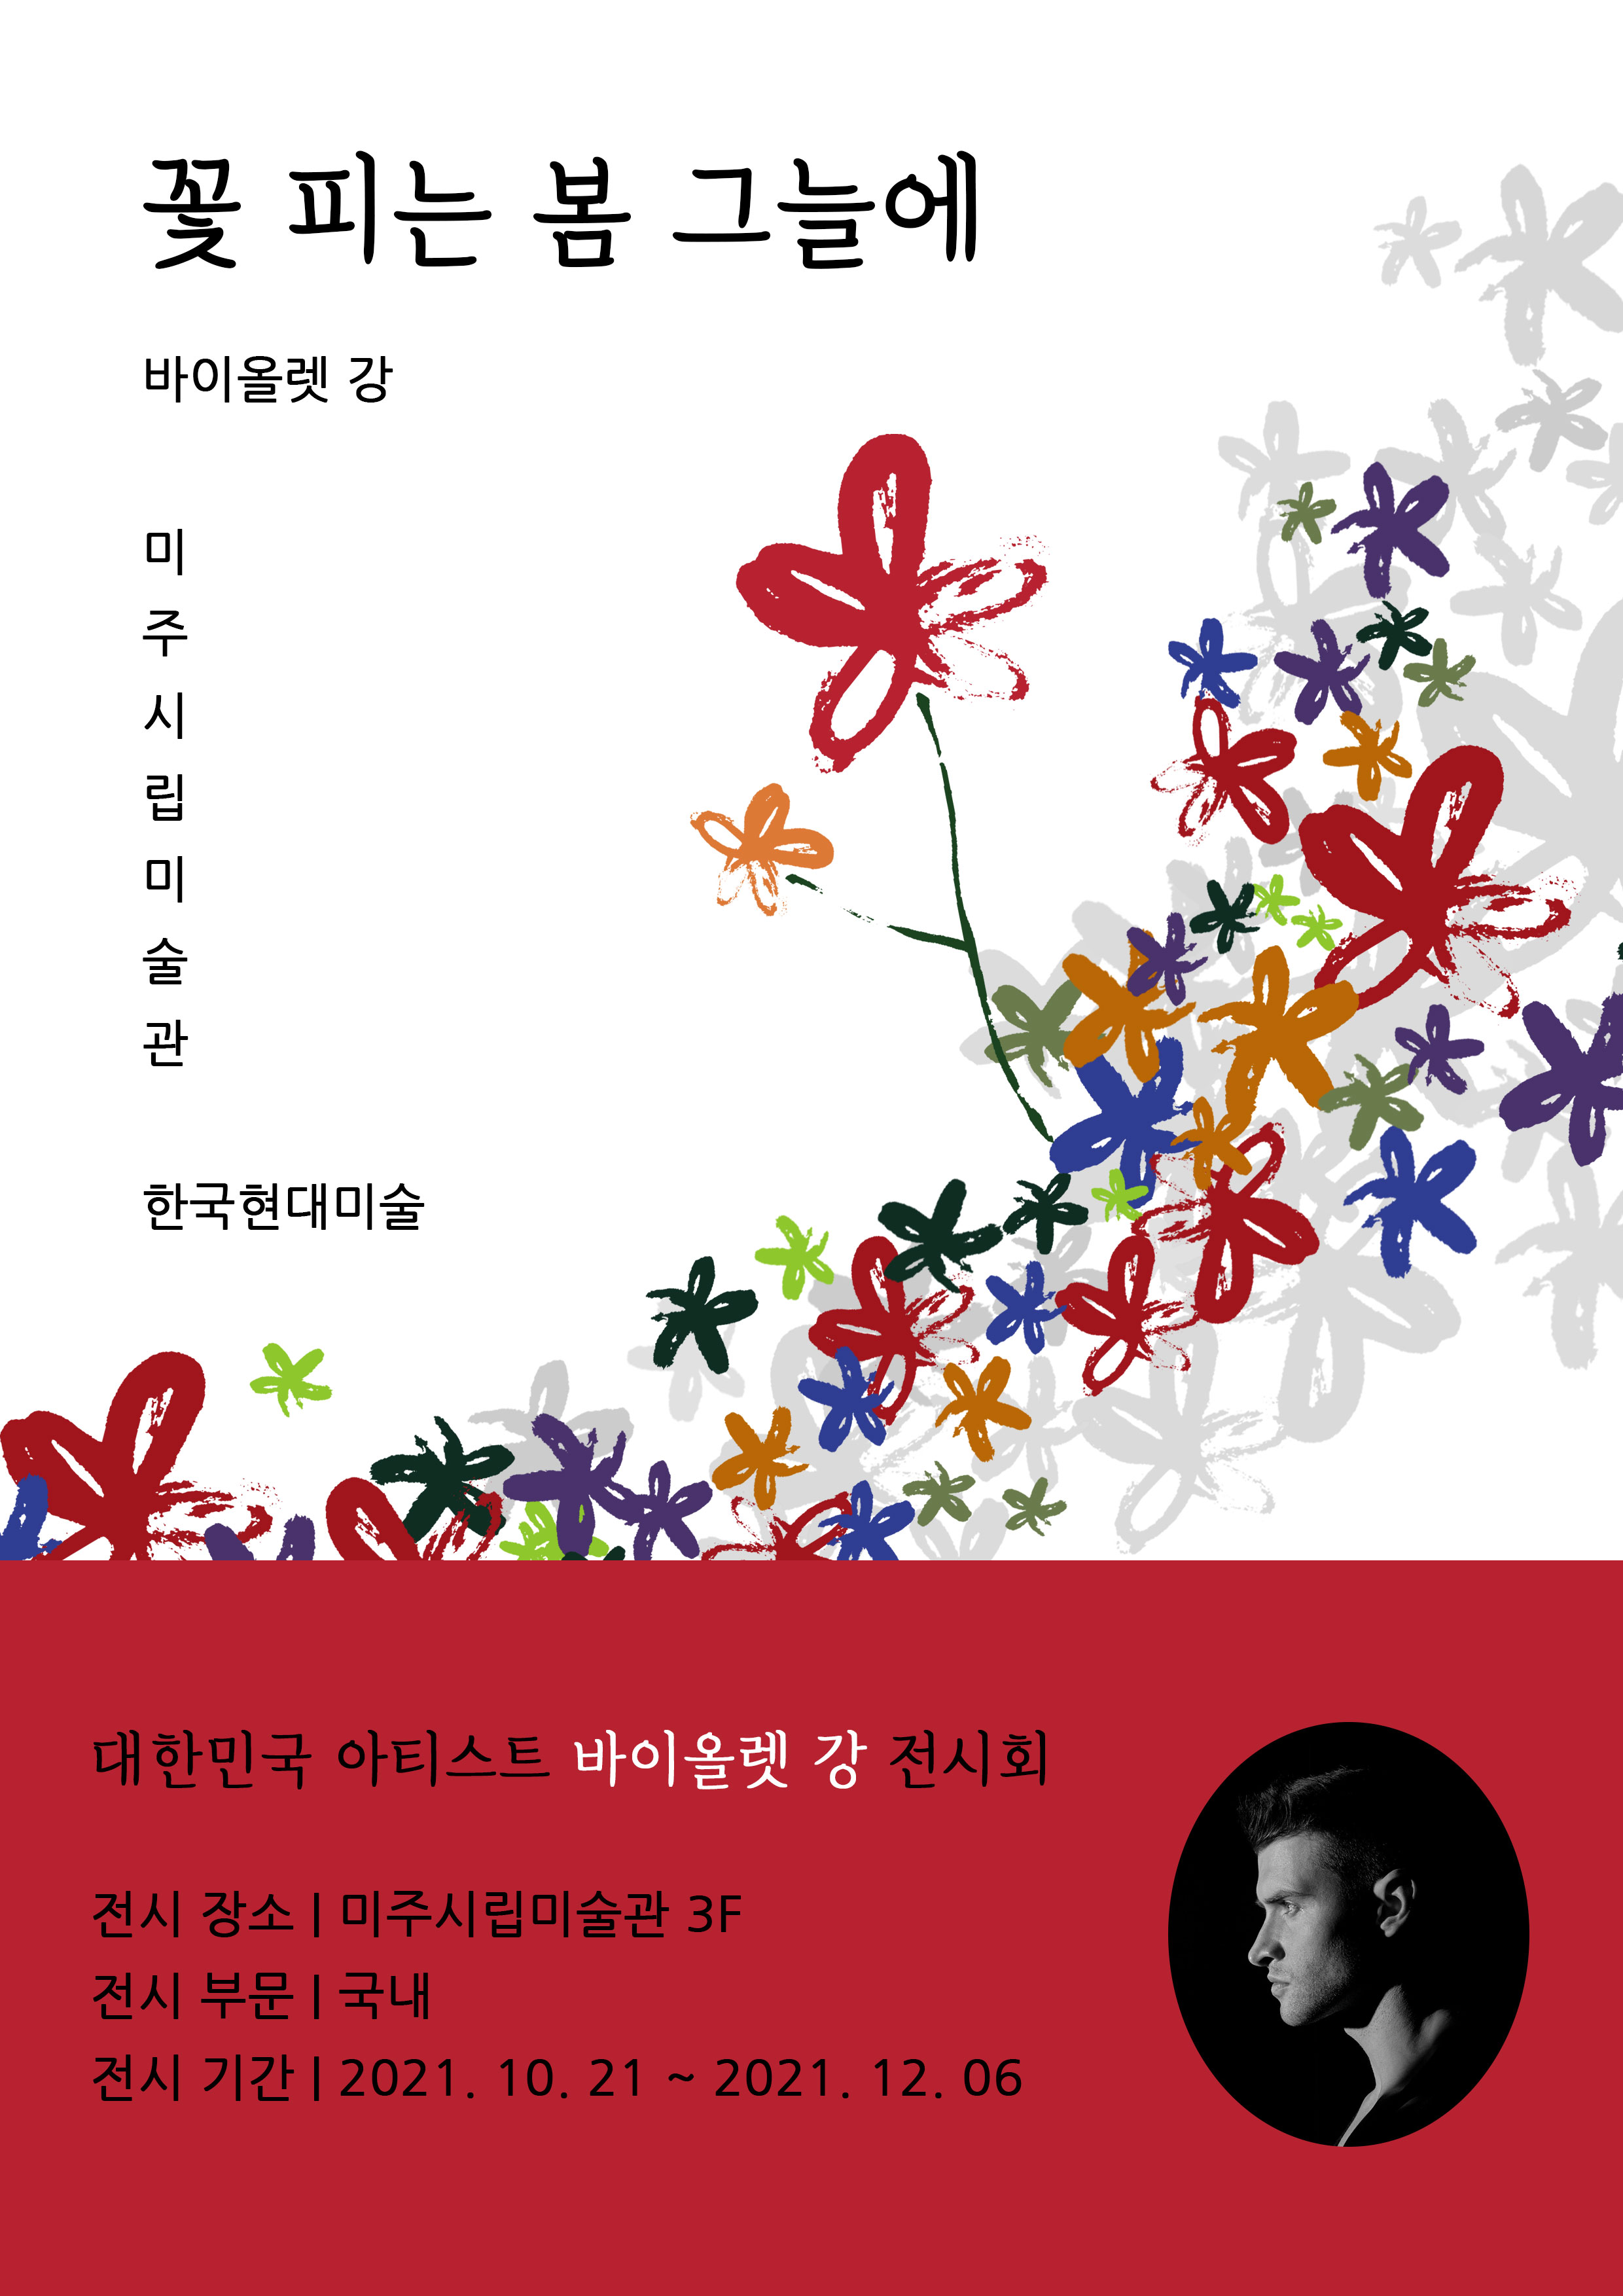 꽃 피는 봄 그늘에
바이올렛 강
미주시립미술관
한국현대미술
대한민국 아티스트 바이올렛 강 전시회
전시 장소 | 미주시립미술관 3F
전시 부문 | 국내
전시 기간 | 2021. 10. 21 ~ 2021. 12. 06